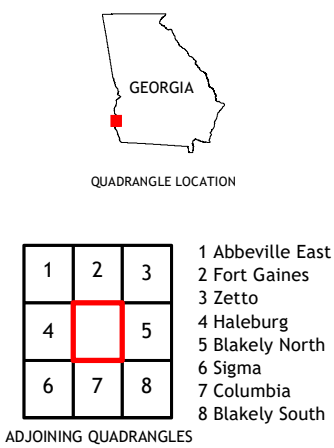 GEORGIA
QUADRANGLE LOCATION
1 2 3
4 5
6 7 8
1 Abbeville East
2 Fort Gaines
3 Zetto
4 Haleburg
5 Blakely North
6 Sigma
7 Columbia
8 Blakely South
ADJOINING QUADRANGLES